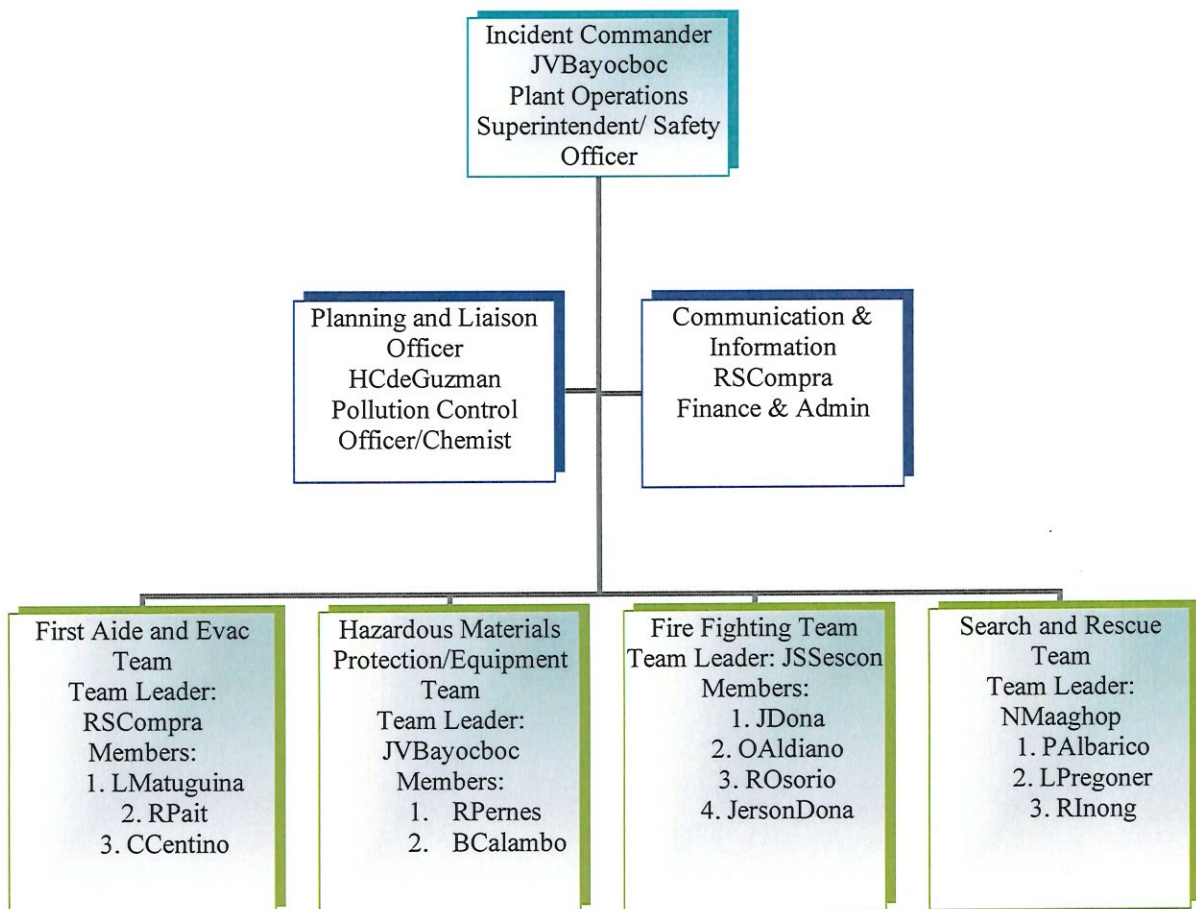 Incident Commander
JVBayocboc
Plant Operations
Superintendent/ Safety
Officer
Planning and Liaison
Officer
HCdeGuzman
Pollution Control
Officer/Chemist
Communication &
Information
RSCompra
Finance & Admin
First Aide and Evac
Team
Team Leader:
RSCompra
Members:
1. LMatuguina
2. RPait
3. CCentino
Hazardous Materials
Protection/Equipment
Team
Team Leader:
JVBayocboc
Members:
1. RPernes
2. BCalambo
Fire Fighting Team
Team Leader: JSSescon
Members:
1. JDona
2. OAldiano
3. ROsorio
4. JersonDona
Search and Rescue
Team
Team Leader:
NMaaghop
1. PAlbarico
2. LPregoner
3. RInong